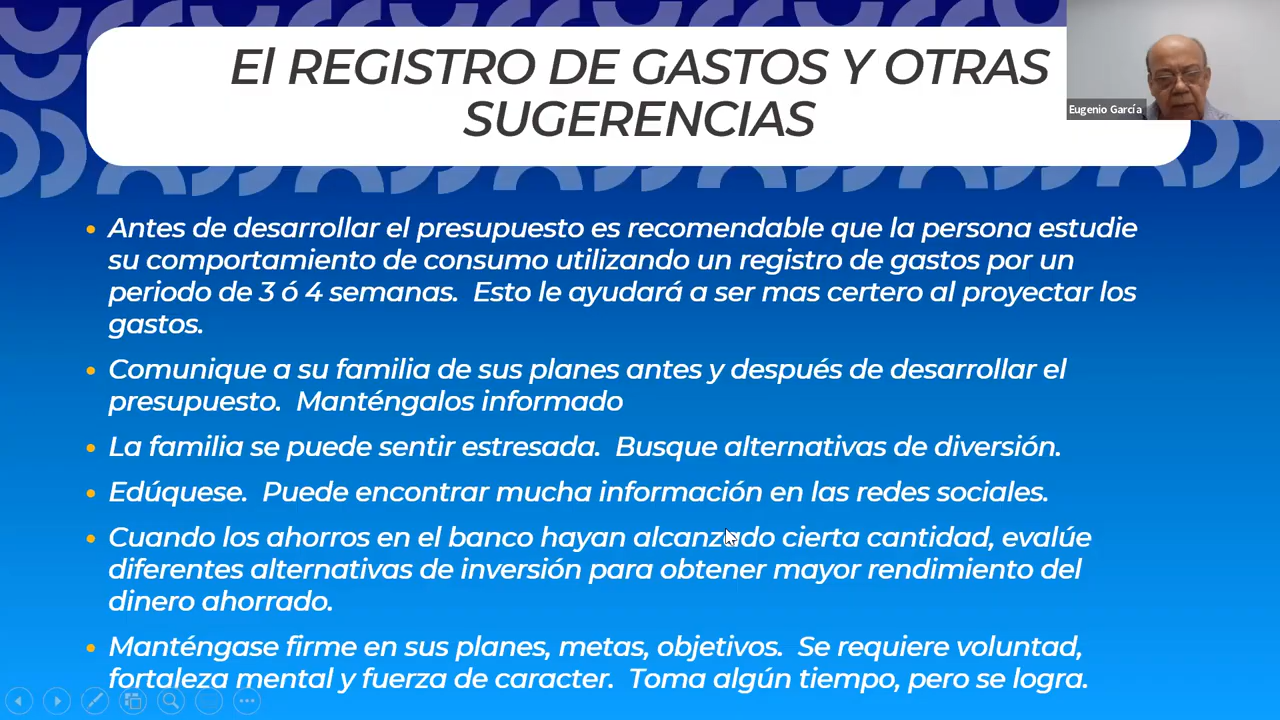 El REGISTRO DE GASTOS Y OTRAS
SUGERENCIAS
Eugenio García
• Antes de desarrollar el presupuesto es recomendable que la persona estudie
su comportamiento de consumo utilizando un registro de gastos por un
periodo de 3 ó 4 semanas.  Esto le ayudará a ser mas certero al proyectar los
gastos.
• Comunique a su familia de sus planes antes y después de desarrollar el
presupuesto.  Manténgalos informado
• La familia se puede sentir estresada.  Busque alternativas de diversión.
• Edúquese.  Puede encontrar mucha información en las redes sociales.
• Cuando los ahorros en el banco hayan alcanzado cierta cantidad, evalúe
diferentes alternativas de inversión para obtener mayor rendimiento del
dinero ahorrado.
• Manténgase firme en sus planes, metas, objetivos.  Se requiere voluntad,
fortaleza mental y fuerza de caracter.  Toma algún tiempo, pero se logra.